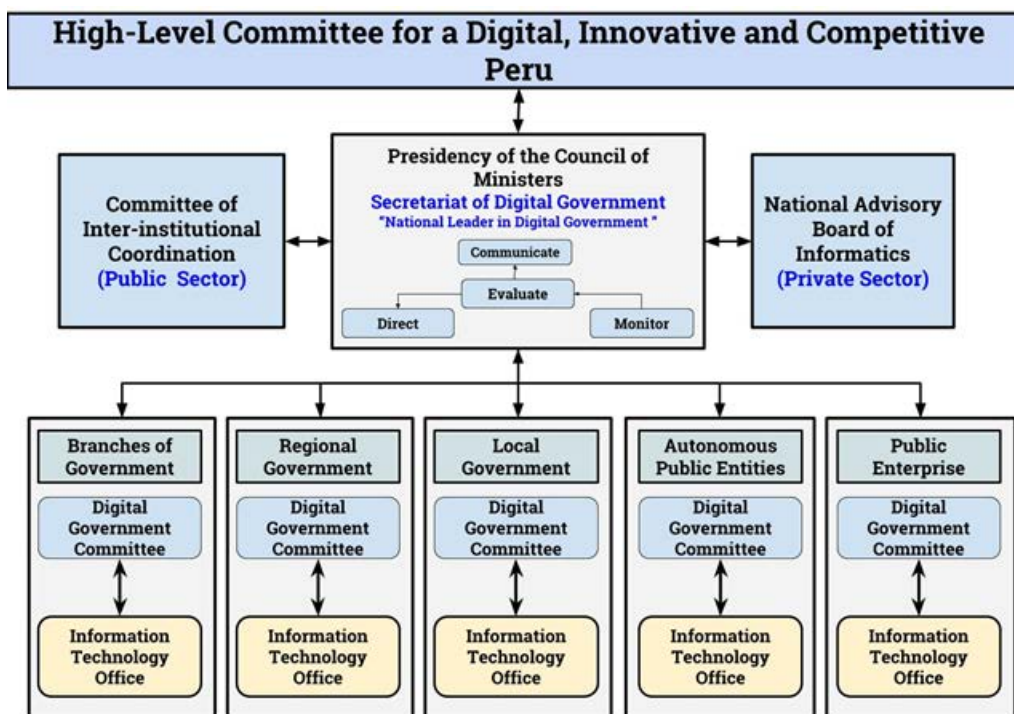 High-Level Committee for a Digital, Innovative and Competitive
Peru
Committee of
Inter-institutional
Coordination
(Public Sector)
Presidency of the Council of
Ministers
Secretariat of Digital Government
"National Leader in Digital Government "
Communicate
Evaluate
Direct
Monitor
National Advisory
Board of
Informatics
(Private Sector)
Branches of
Government
Digital
Government
Committee
Information
Technology
Office
Regional
Government
Digital
Government
Committee
Information
Technology
Office
Local
Government
Digital
Government
Committee
Information
Technology
Office
Autonomous
Public Entities
Digital
Government
Committee
Information
Technology
Office
Public
Enterprise
Digital
Government
Committee
Information
Technology
Office